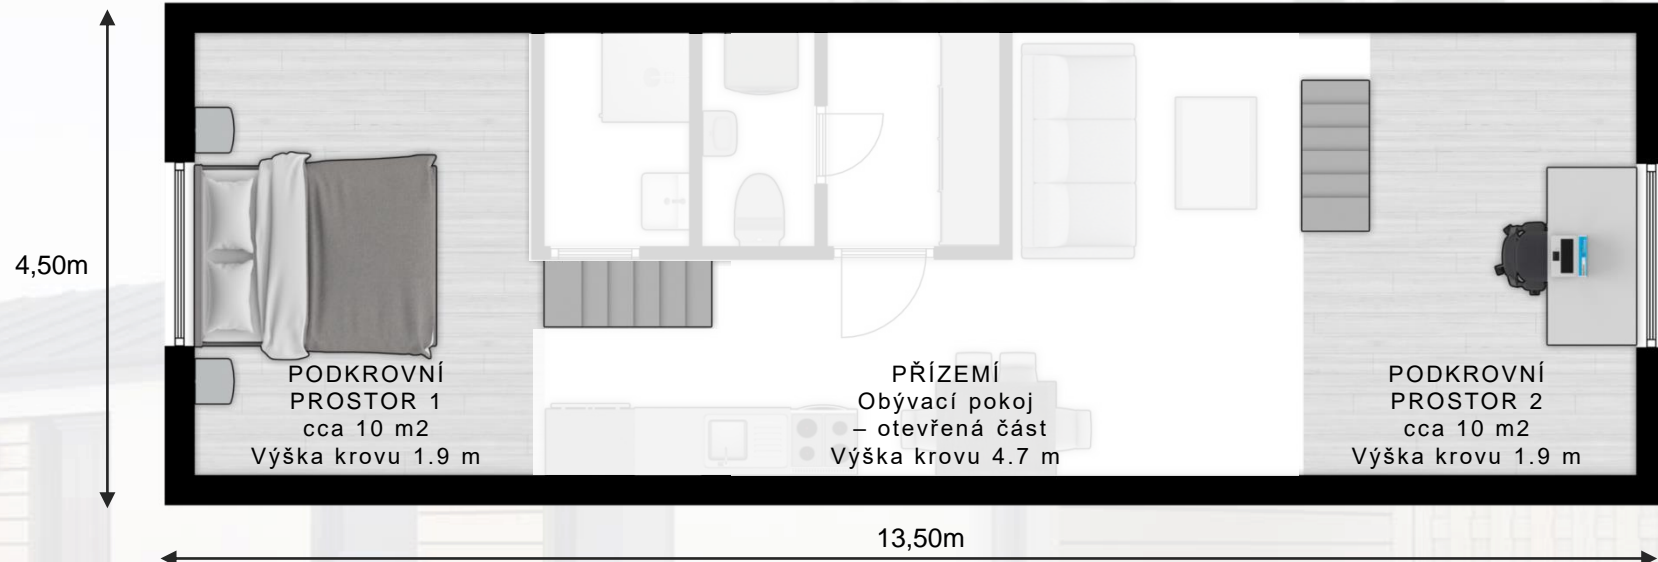 4,50m
PODKROVNÍ
PROSTOR 1
cca 10 m2
Výška krovu 1.9 m
PŘÍZEMÍ
Obývací pokoj
– otevřená část
Výška krovu 4.7 m
PODKROVNÍ
PROSTOR 2
cca 10 m2
Výška krovu 1.9 m
13,50m